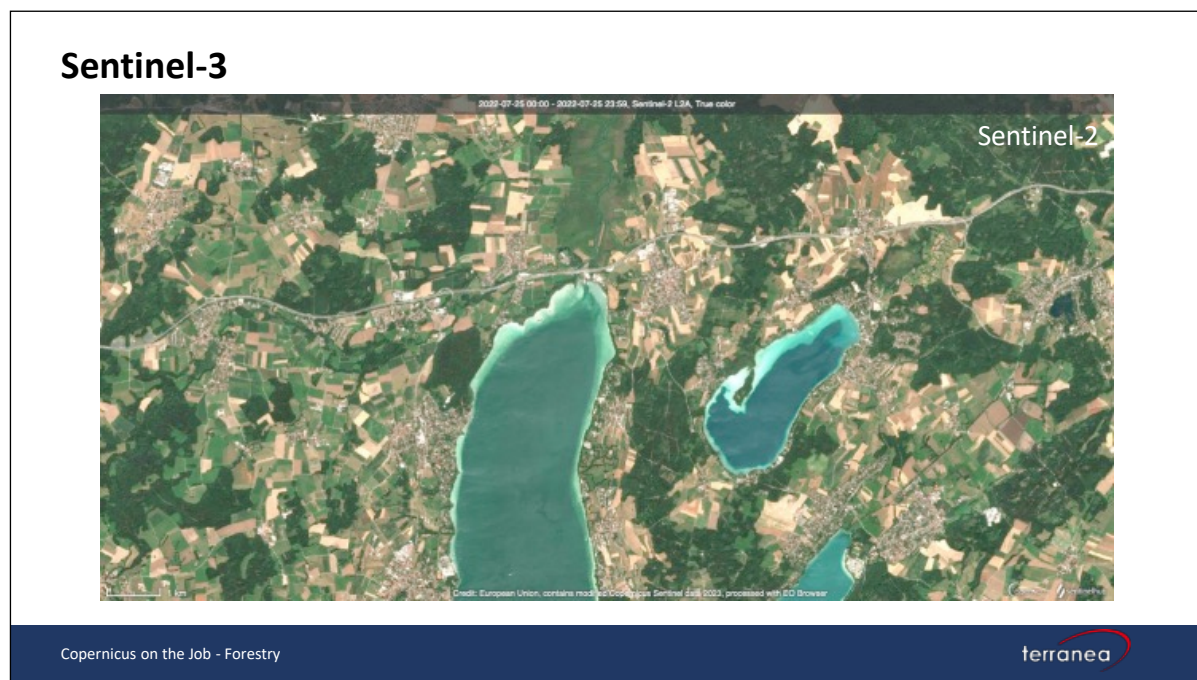 Sentinel-3
2022-07-25 00:00 - 2022-07-25 23:59, Sentinel-2 L2A, True color
Sentinel-2
1 km
Credit: European Union, contains modified Copernicus Sentinel data 2023, processed with EO Browser
Copernicus on the Job - Forestry
terranea